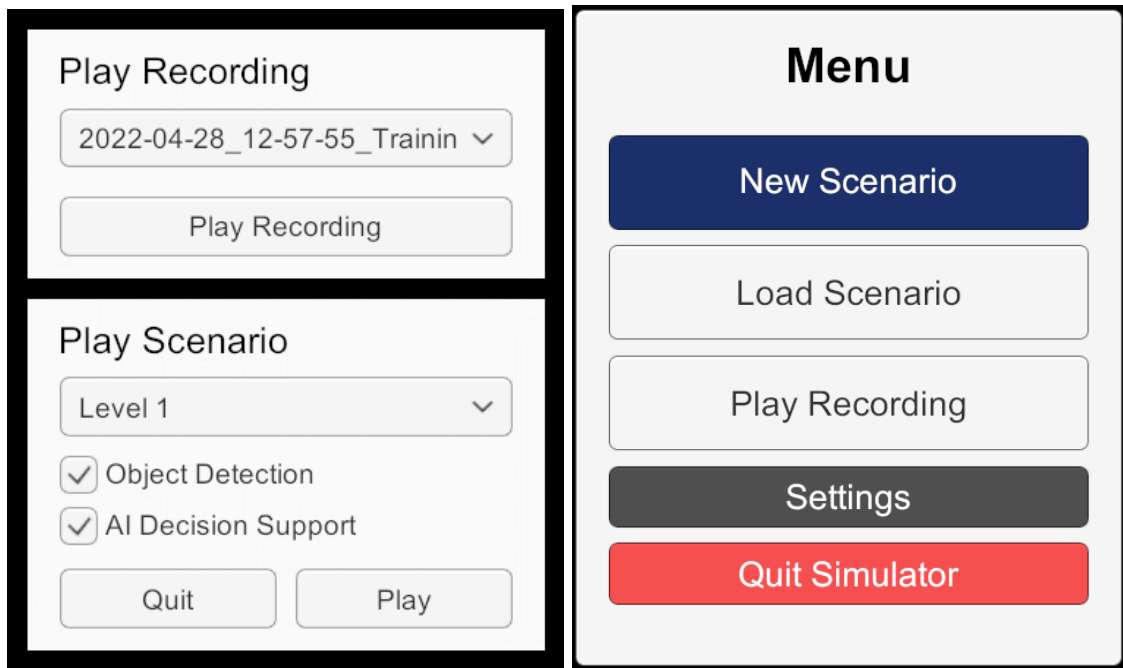 Play Recording
2022-04-28_12-57-55_Trainin
Play Recording
Play Scenario
Level 1
Object Detection
AI Decision Support
Quit
Play
Menu
New Scenario
Load Scenario
Play Recording
Settings
Quit Simulator